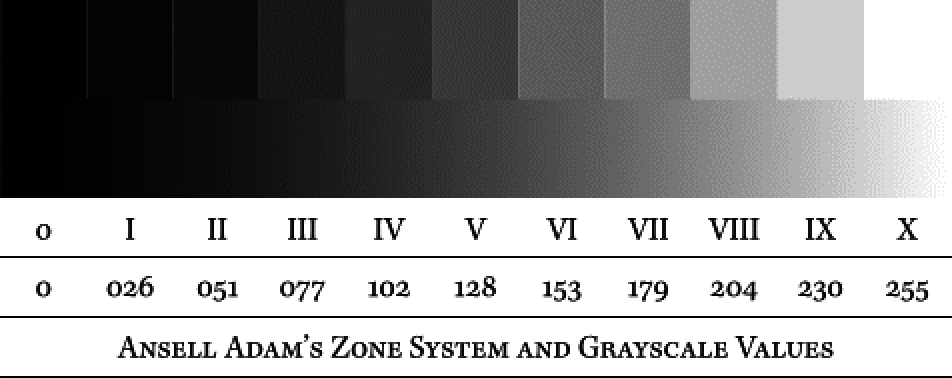 0 I II III IV V VI VII VIII IX X
0 026 051 077 102 128 153 179 204 230 255
Ansell Adam's Zone System and Grayscale Values